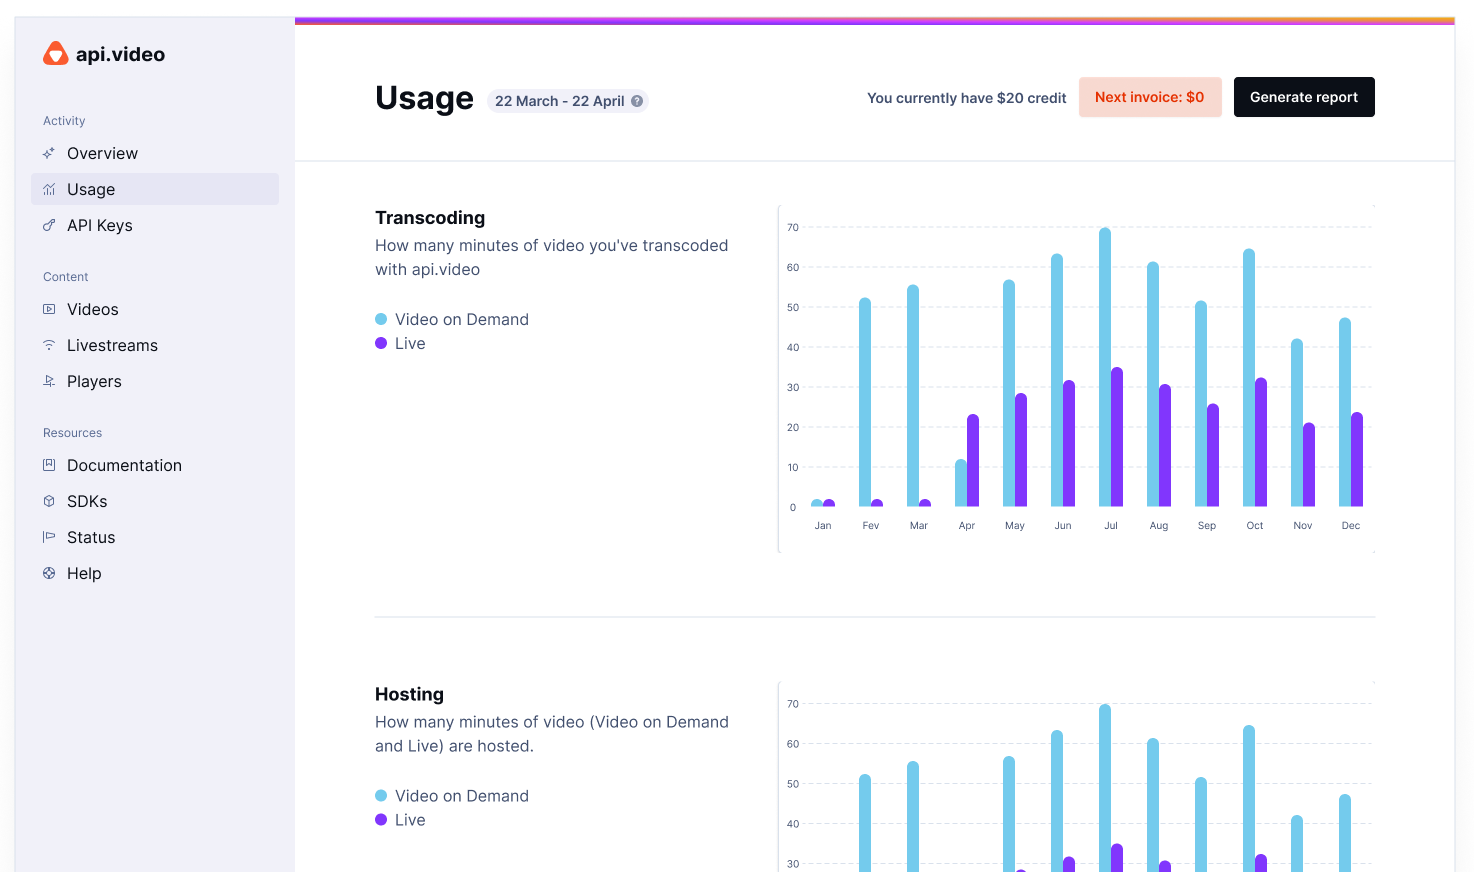 api.video
Activity
Overview
Usage
API Keys
Content
Videos
Livestreams
Players
Resources
Documentation
SDKs
Status
Help
Usage
22 March - 22 April ?
You currently have $20 credit
Next invoice: $0
Generate report
Transcoding
How many minutes of video you've transcoded
with api.video
Video on Demand
Live
70
60
50
40
30
20
10
0
Jan Fev Mar Apr May Jun Jul Aug Sep Oct Nov Dec
Hosting
How many minutes of video (Video on Demand
and Live) are hosted.
Video on Demand
Live
70
60
50
40
30